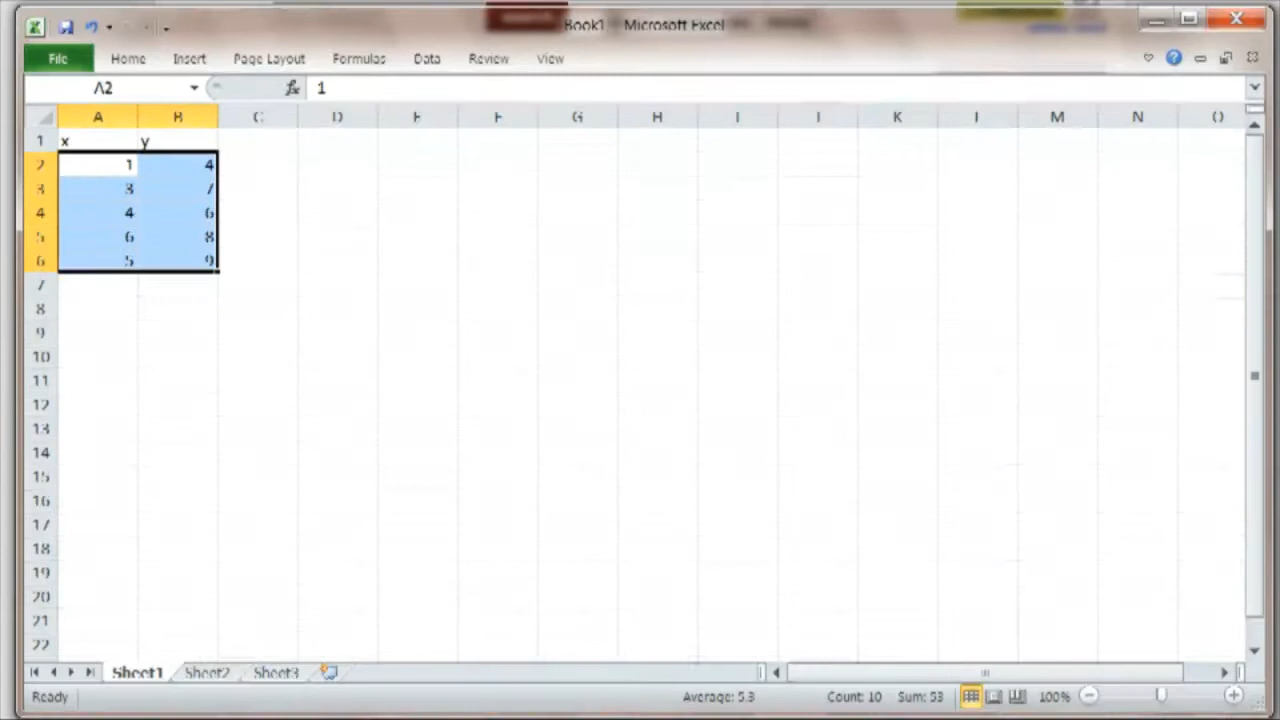 Book1 - Microsoft Excel
File Home Insert Page Layout Formulas Data Review View
A2 fx 1
A B C D E F G H I J K L M N O
1 x y
2 1 4
3 3 7
4 4 6
5 6 8
6 5 9
7
8
9
10
11
12
13
14
15
16
17
18
19
20
21
22
Sheet1 Sheet2 Sheet3
Ready Average: 5.3 Count: 10 Sum: 53 100%